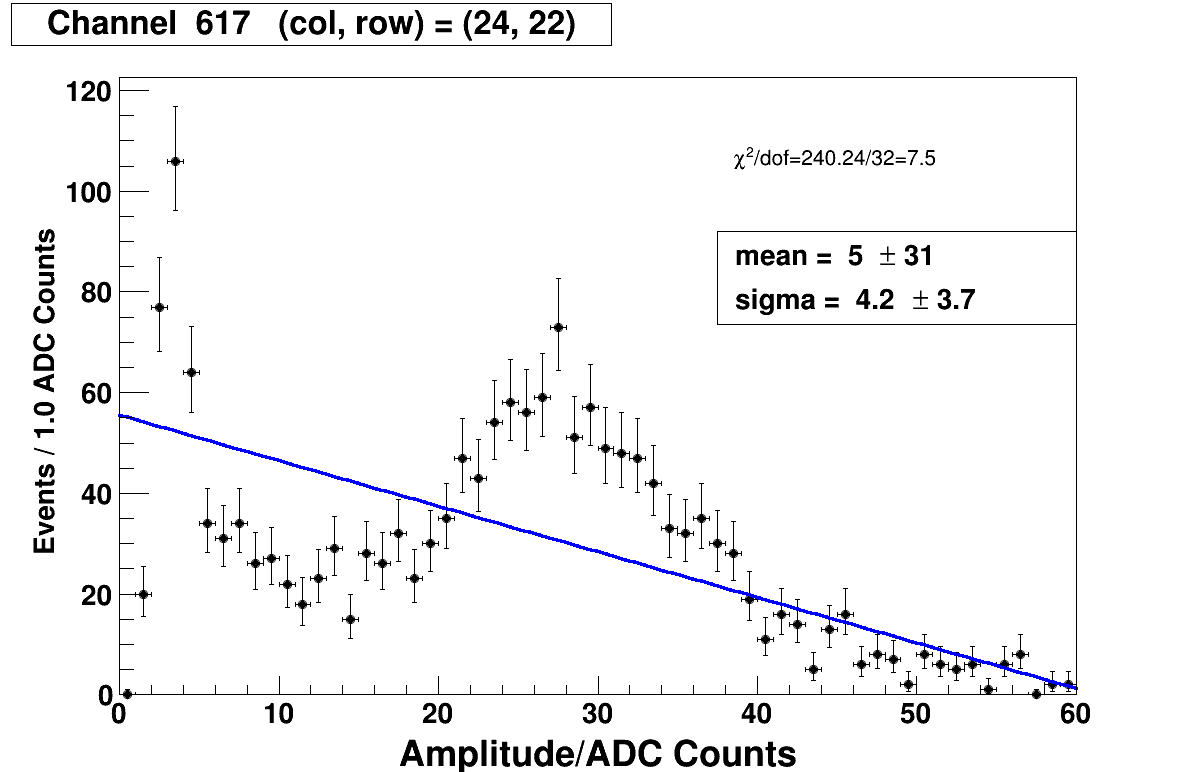 Channel 617 (col, row) = (24, 22)
120
100
80
60
40
20
0
Events / 1.0 ADC Counts
χ²/dof=240.24/32=7.5
mean = 5 ± 31
sigma = 4.2 ± 3.7
0 10 20 30 40 50 60
Amplitude/ADC Counts